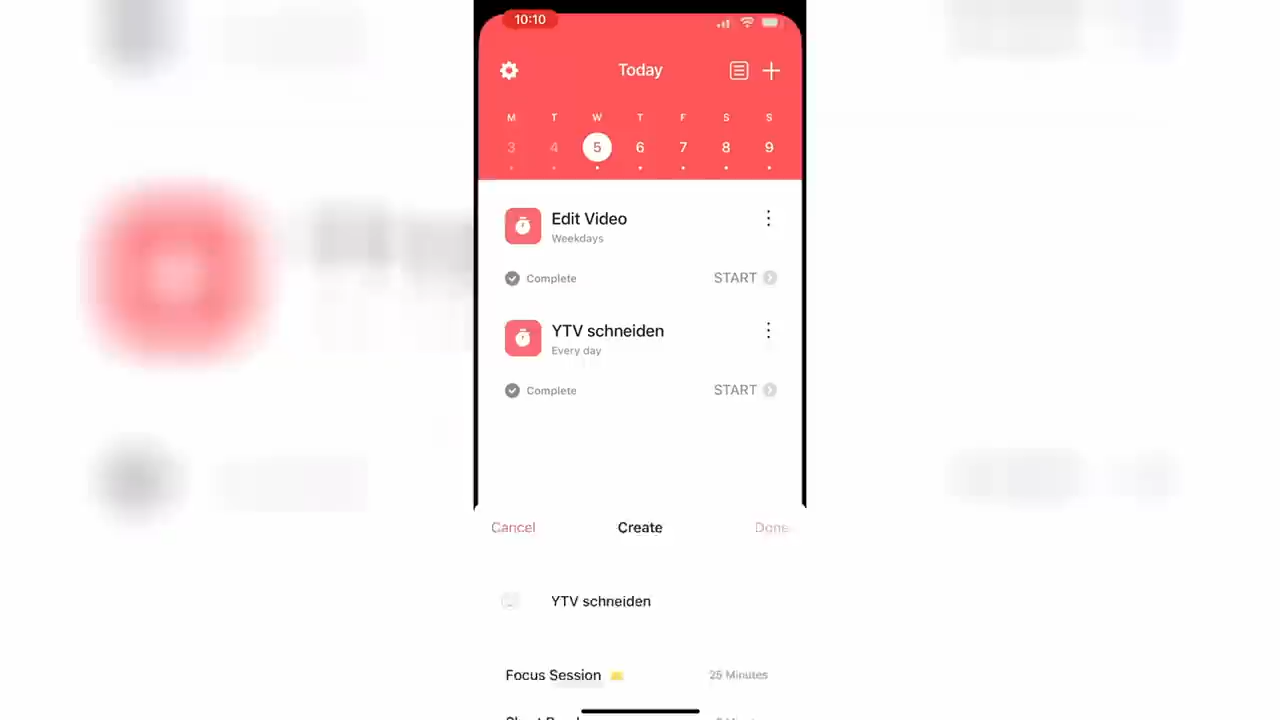 10:10
Today
M T W T F S S
3 4 5 6 7 8 9
Edit Video
Weekdays
Complete START
YTV schneiden
Every day
Complete START
Cancel Create Done
YTV schneiden
Focus Session 25 Minutes